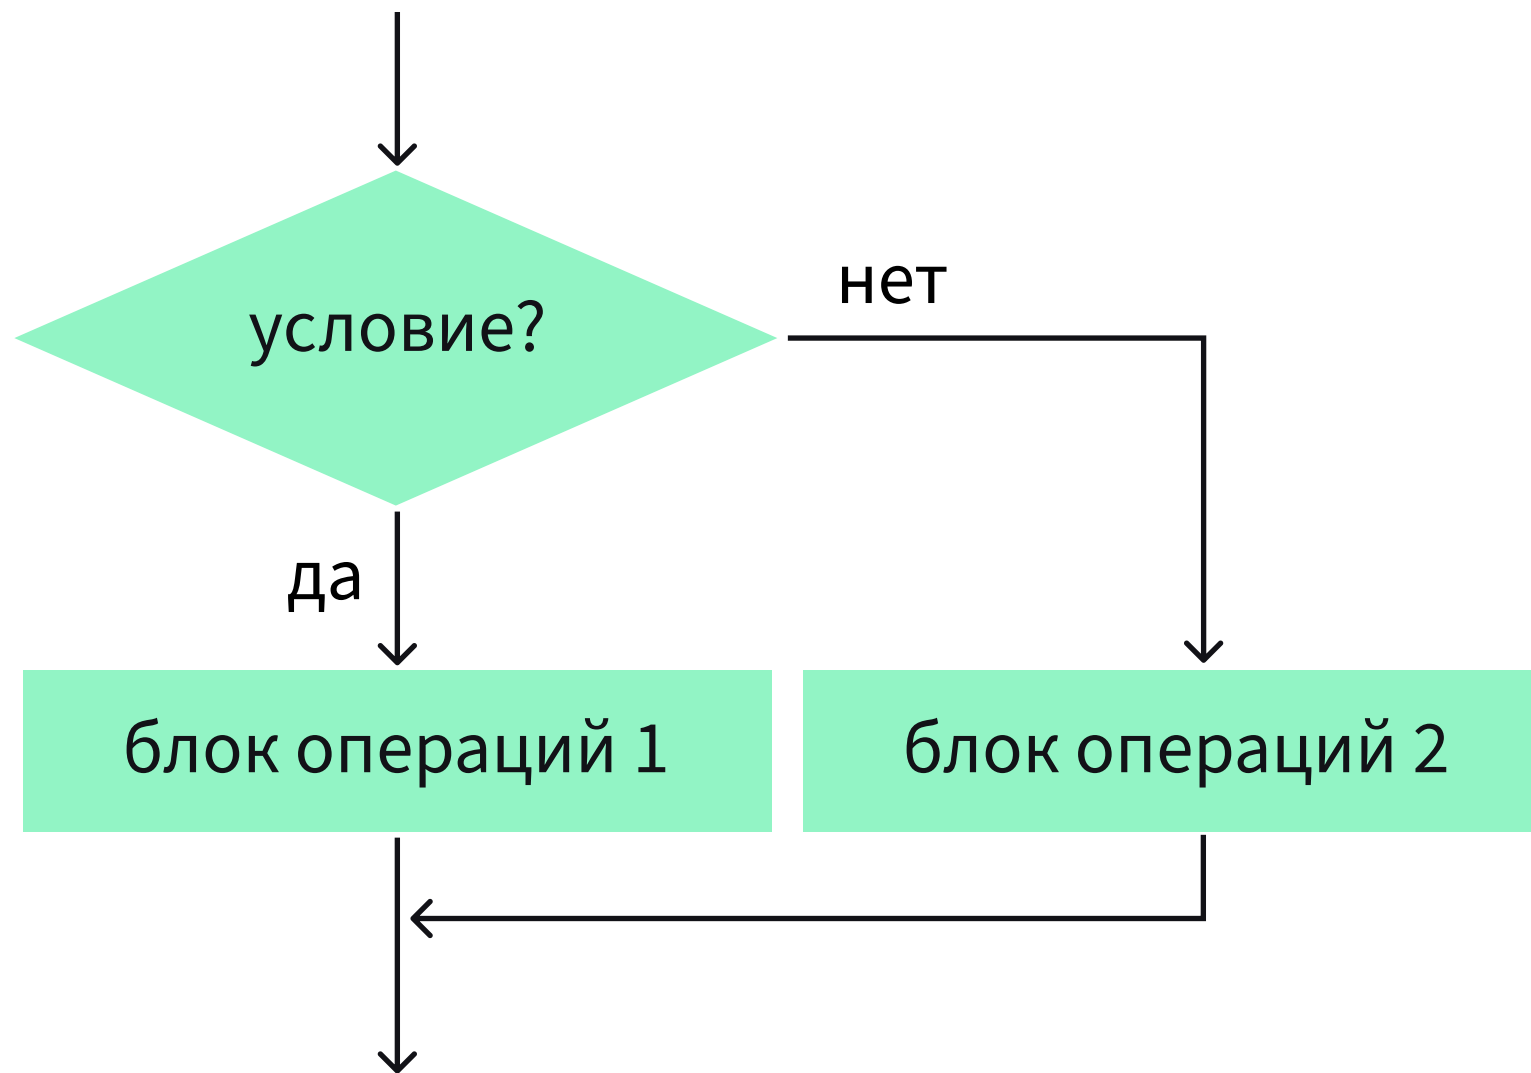 нет
условие?
да
блок операций 1
блок операций 2